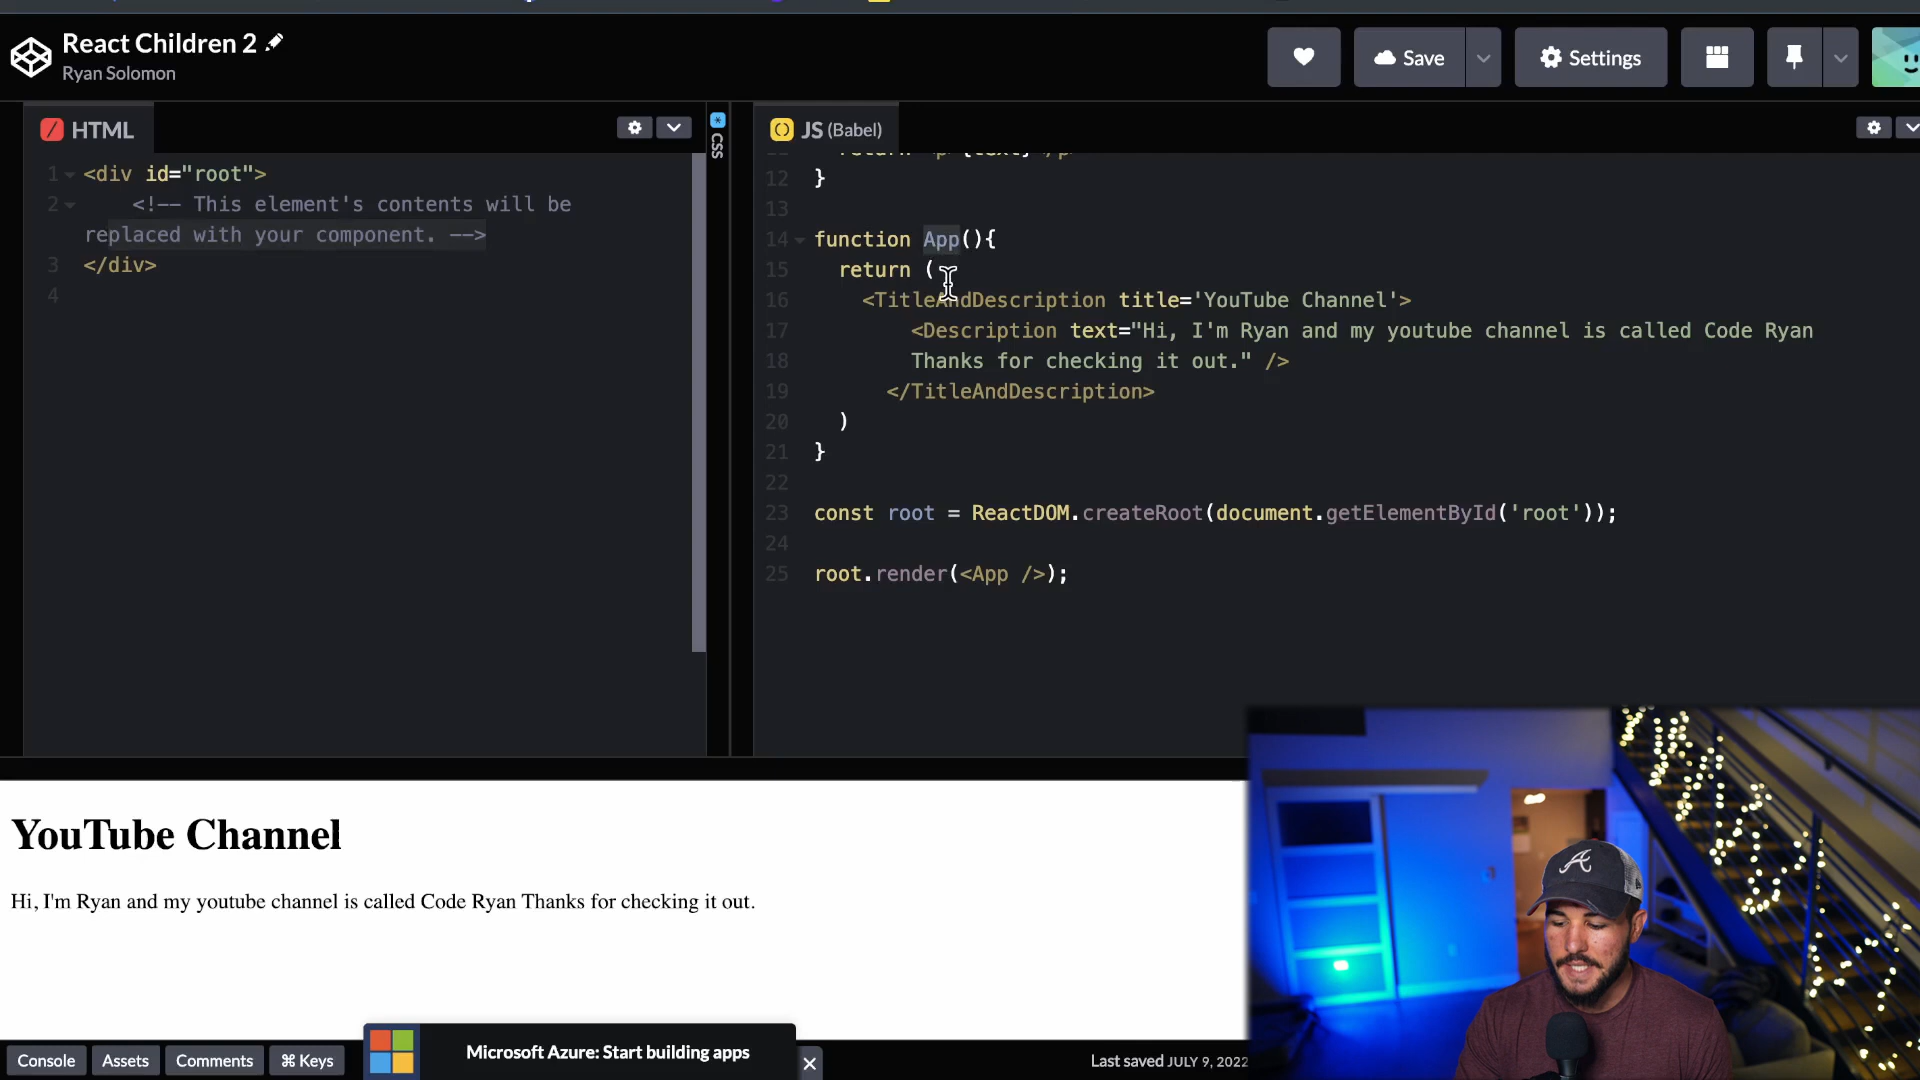 React Children 2
Ryan Solomon
Save
Settings
HTML
CSS
JS (Babel)
1 <div id="root">
2 <!-- This element's contents will be
replaced with your component. -->
3 </div>
4
12 }
13
14 function App(){
15 return (
16 <TitleAndDescription title='YouTube Channel'>
17 <Description text="Hi, I'm Ryan and my youtube channel is called Code Ryan
18 Thanks for checking it out." />
19 </TitleAndDescription>
20 )
21 }
22
23 const root = ReactDOM.createRoot(document.getElementById('root'));
24
25 root.render(<App />);
YouTube Channel
Hi, I'm Ryan and my youtube channel is called Code Ryan Thanks for checking it out.
Console
Assets
Comments
⌘ Keys
Microsoft Azure: Start building apps
Last saved JULY 9, 2022